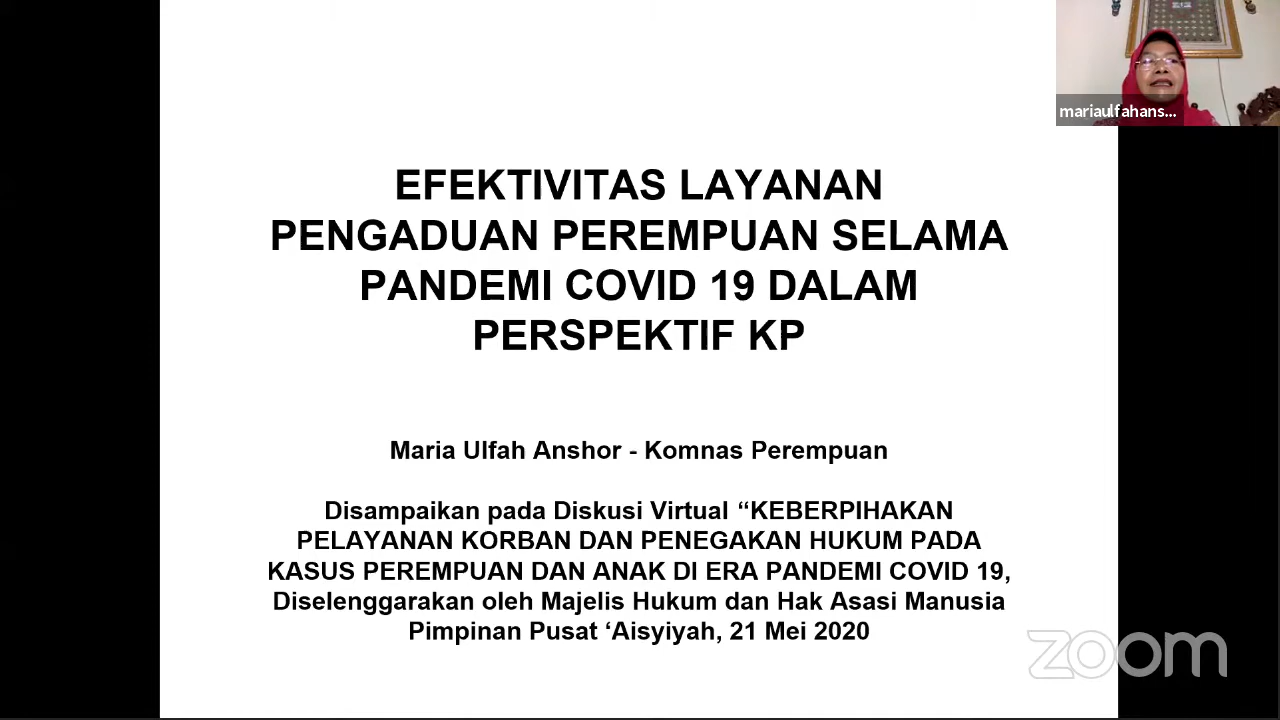 mariaulfahans...
EFEKTIVITAS LAYANAN
PENGADUAN PEREMPUAN SELAMA
PANDEMI COVID 19 DALAM
PERSPEKTIF KP
Maria Ulfah Anshor - Komnas Perempuan
Disampaikan pada Diskusi Virtual “KEBERPIHAKAN
PELAYANAN KORBAN DAN PENEGAKAN HUKUM PADA
KASUS PEREMPUAN DAN ANAK DI ERA PANDEMI COVID 19,
Diselenggarakan oleh Majelis Hukum dan Hak Asasi Manusia
Pimpinan Pusat ‘Aisyiyah, 21 Mei 2020
zoom